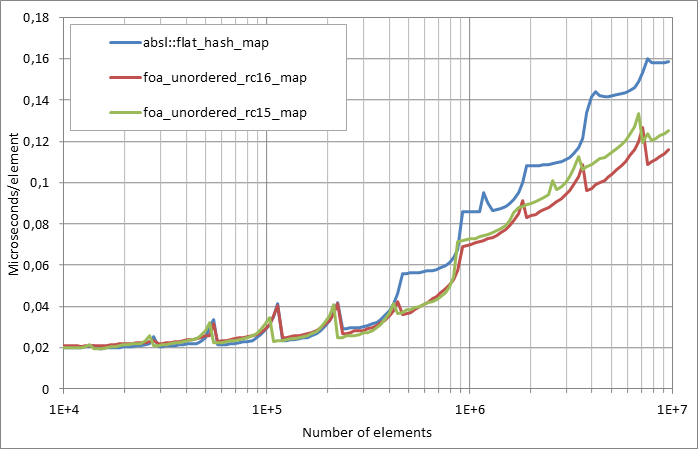 0,18
0,16
0,14
0,12
0,1
0,08
0,06
0,04
0,02
0
Microseconds/element
absl::flat_hash_map
foa_unordered_rc16_map
foa_unordered_rc15_map
1E+4 1E+5 1E+6 1E+7
Number of elements